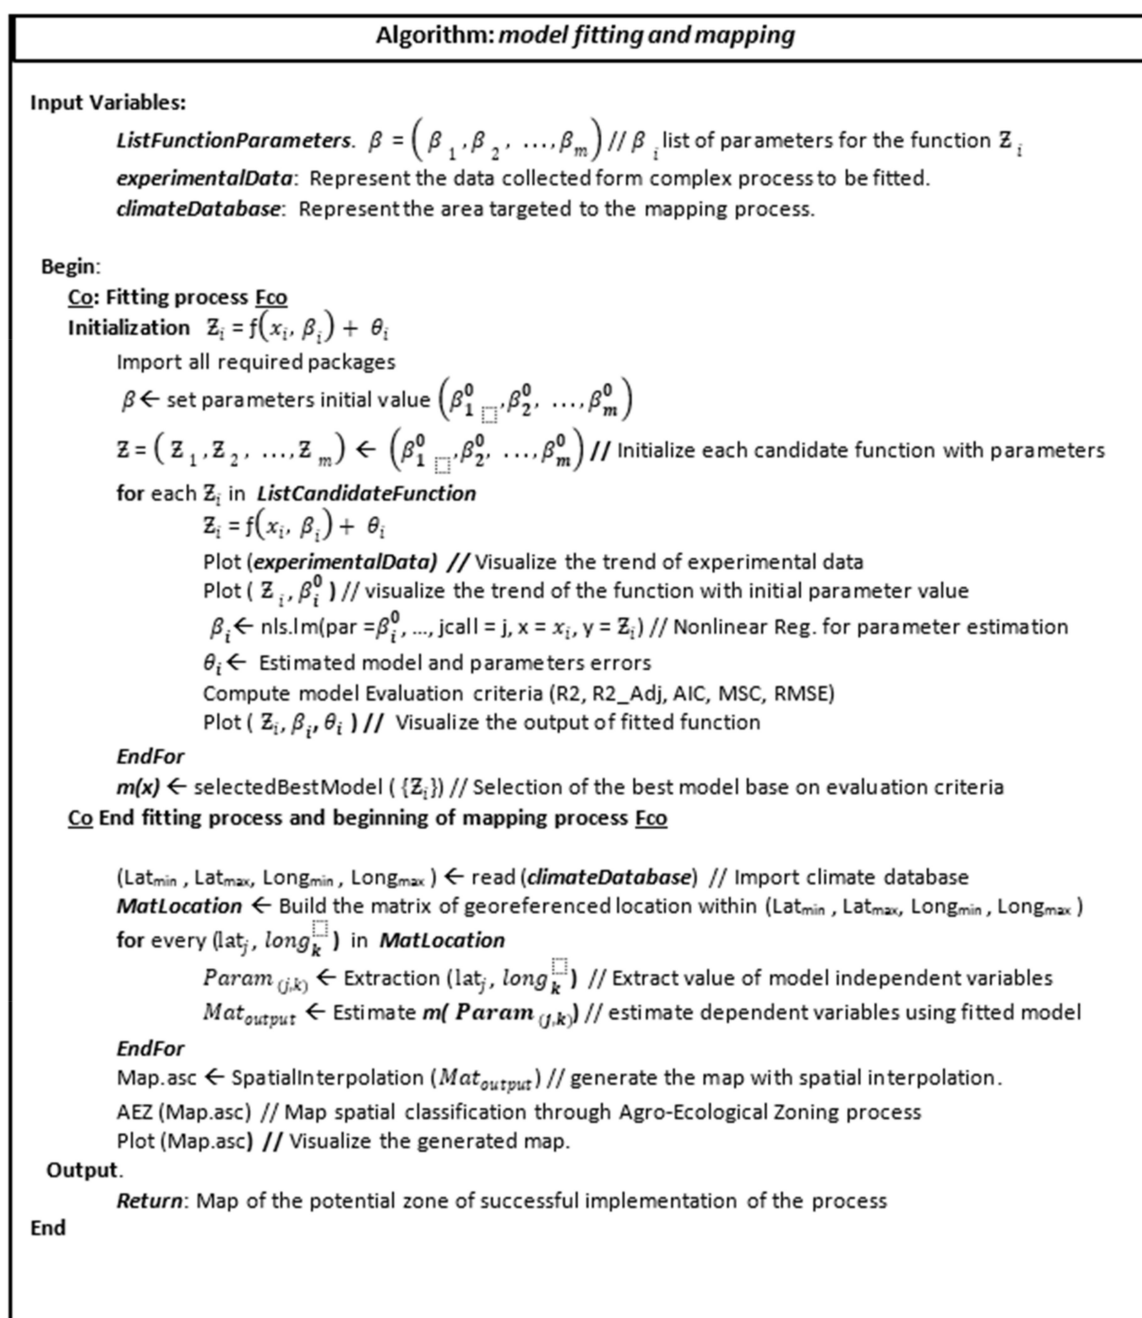 Algorithm: model fitting and mapping
Input Variables:
ListFunctionParameters. β = (β₁, β₂, …, βₘ) // βᵢ list of parameters for the function Ƶᵢ
experimentalData: Represent the data collected form complex process to be fitted.
climateDatabase: Represent the area targeted to the mapping process.
Begin:
Co: Fitting process Fco
Initialization Ƶᵢ = f(xᵢ, βᵢ) + θᵢ
Import all required packages
β ← set parameters initial value (β₁⁰, β₂⁰, …, βₘ⁰)
Ƶ = (Ƶ₁, Ƶ₂, …, Ƶₘ) ← (β₁⁰, β₂⁰, …, βₘ⁰) // Initialize each candidate function with parameters
for each Ƶᵢ in ListCandidateFunction
Ƶᵢ = f(xᵢ, βᵢ) + θᵢ
Plot (experimentalData) // Visualize the trend of experimental data
Plot ( Ƶᵢ, βᵢ⁰ ) // visualize the trend of the function with initial parameter value
βᵢ ← nls.lm(par =βᵢ⁰, …, jcall = j, x = xᵢ, y = Ƶᵢ) // Nonlinear Reg. for parameter estimation
θᵢ ← Estimated model and parameters errors
Compute model Evaluation criteria (R2, R2_Adj, AIC, MSC, RMSE)
Plot ( Ƶᵢ, βᵢ, θᵢ ) // Visualize the output of fitted function
EndFor
m(x) ← selectedBestModel ( {Ƶᵢ}) // Selection of the best model base on evaluation criteria
Co End fitting process and beginning of mapping process Fco
(Latmin , Latmax, Longmin , Longmax ) ← read (climateDatabase) // Import climate database
MatLocation ← Build the matrix of georeferenced location within (Latmin , Latmax, Longmin , Longmax )
for every (latⱼ, longₖ ) in MatLocation
Param (j,k) ← Extraction (latⱼ, longₖ ) // Extract value of model independent variables
Matoutput ← Estimate m( Param (j,k)) // estimate dependent variables using fitted model
EndFor
Map.asc ← SpatialInterpolation (Matoutput) // generate the map with spatial interpolation.
AEZ (Map.asc) // Map spatial classification through Agro-Ecological Zoning process
Plot (Map.asc) // Visualize the generated map.
Output.
Return: Map of the potential zone of successful implementation of the process
End